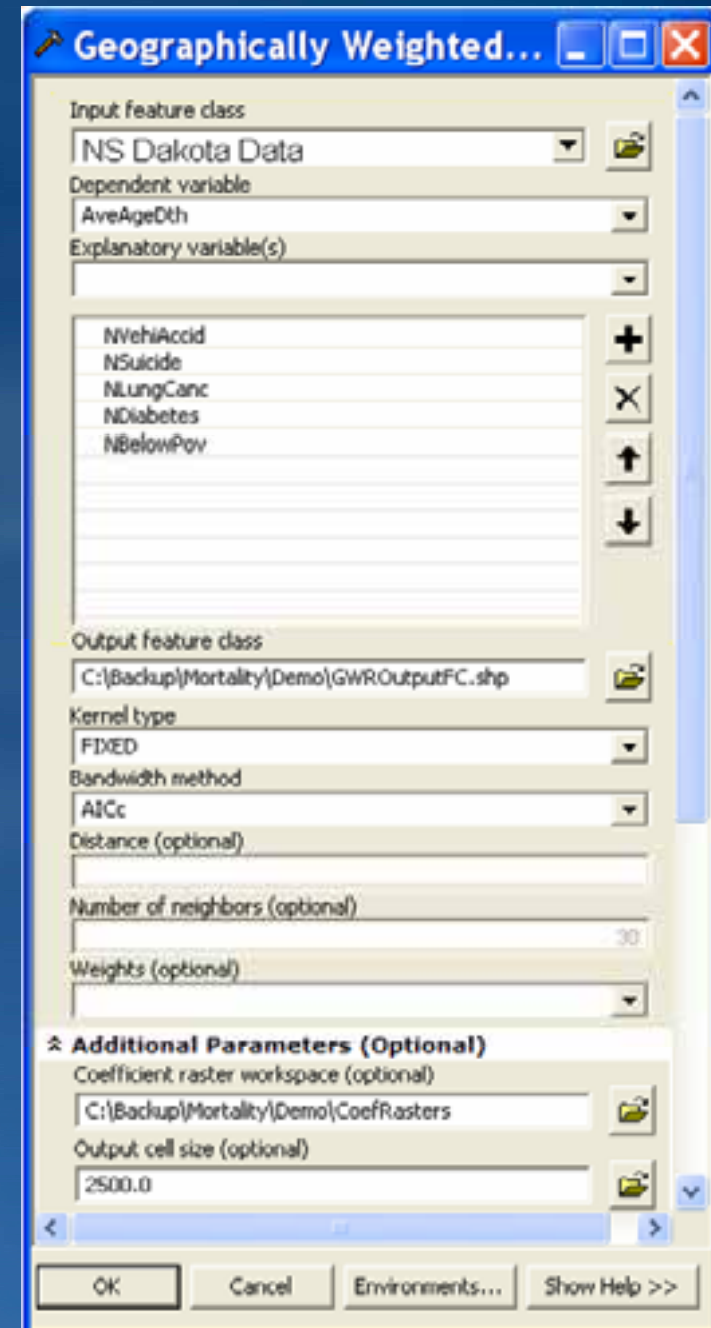 Geographically Weighted...
Input feature class
NS Dakota Data
Dependent variable
AveAgeDth
Explanatory variable(s)
NVehiAccid
NSuicide
NLungCanc
NDiabetes
NBelowPov
Output feature class
C:\Backup\Mortality\Demo\GWROutputFC.shp
Kernel type
FIXED
Bandwidth method
AICc
Distance (optional)
Number of neighbors (optional)
30
Weights (optional)
Additional Parameters (Optional)
Coefficient raster workspace (optional)
C:\Backup\Mortality\Demo\CoefRasters
Output cell size (optional)
2500.0
OK Cancel Environments... Show Help >>